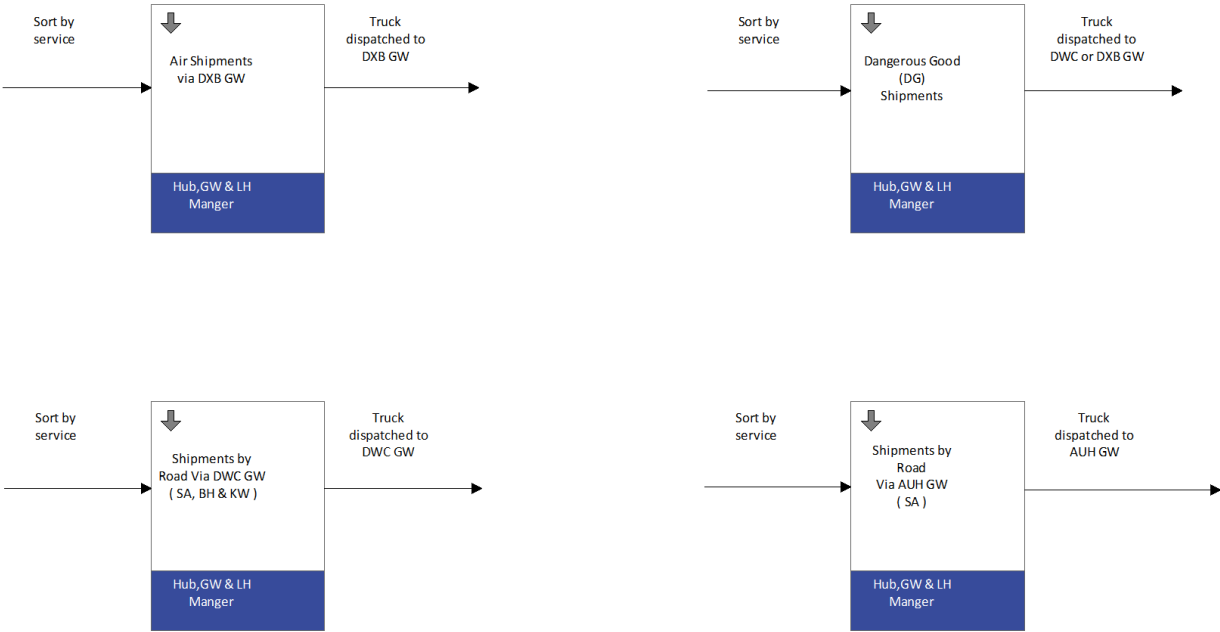 Sort by
service
Air Shipments
via DXB GW
Hub,GW & LH
Manger
Truck
dispatched to
DXB GW
Sort by
service
Dangerous Good
(DG)
Shipments
Hub,GW & LH
Manger
Truck
dispatched to
DWC or DXB GW
Sort by
service
Shipments by
Road Via DWC GW
( SA, BH & KW )
Hub,GW & LH
Manger
Truck
dispatched to
DWC GW
Sort by
service
Shipments by
Road
Via AUH GW
( SA )
Hub,GW & LH
Manger
Truck
dispatched to
AUH GW